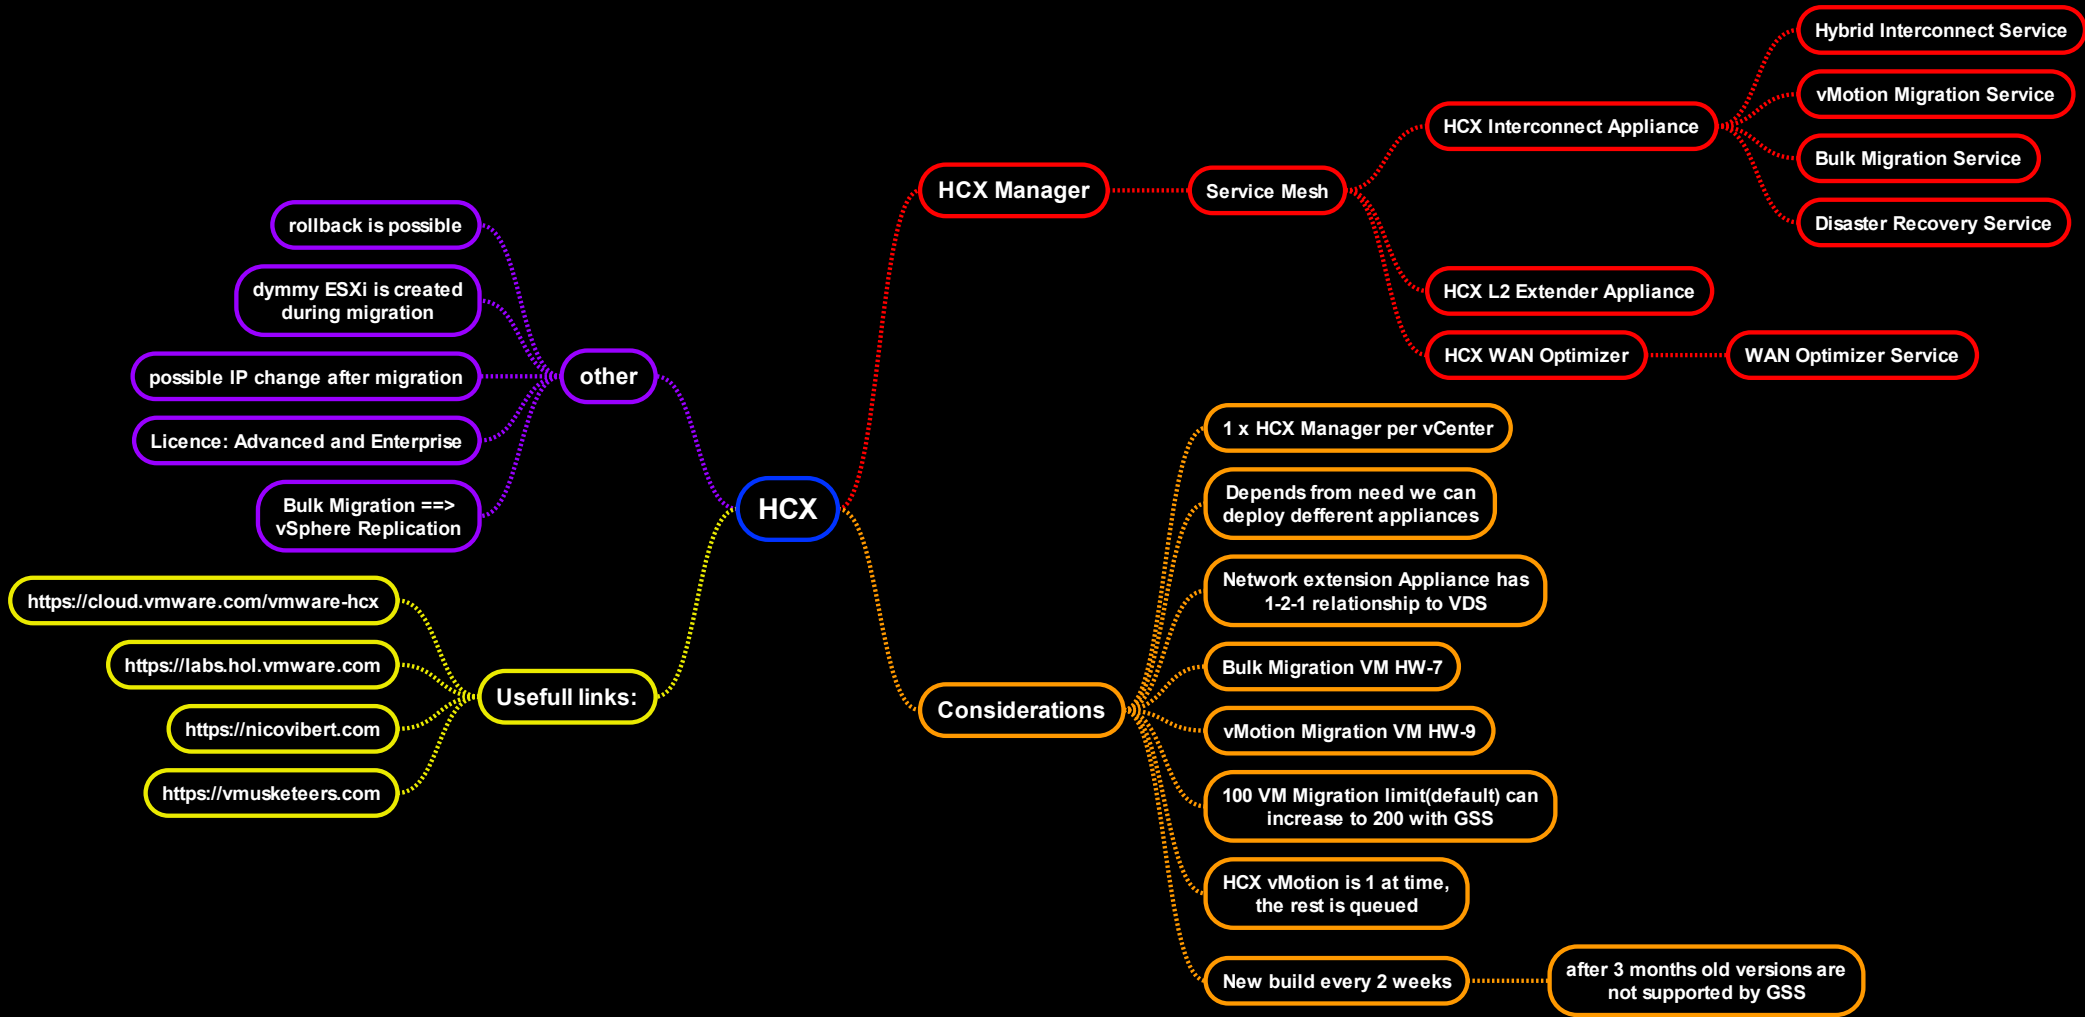 HCX
HCX Manager
Service Mesh
HCX Interconnect Appliance
Hybrid Interconnect Service
vMotion Migration Service
Bulk Migration Service
Disaster Recovery Service
HCX L2 Extender Appliance
HCX WAN Optimizer
WAN Optimizer Service
Considerations
1 x HCX Manager per vCenter
Depends from need we can
deploy defferent appliances
Network extension Appliance has
1-2-1 relationship to VDS
Bulk Migration VM HW-7
vMotion Migration VM HW-9
100 VM Migration limit(default) can
increase to 200 with GSS
HCX vMotion is 1 at time,
the rest is queued
New build every 2 weeks
after 3 months old versions are
not supported by GSS
other
rollback is possible
dymmy ESXi is created
during migration
possible IP change after migration
Licence: Advanced and Enterprise
Bulk Migration ==>
vSphere Replication
Usefull links:
https://cloud.vmware.com/vmware-hcx
https://labs.hol.vmware.com
https://nicovibert.com
https://vmusketeers.com